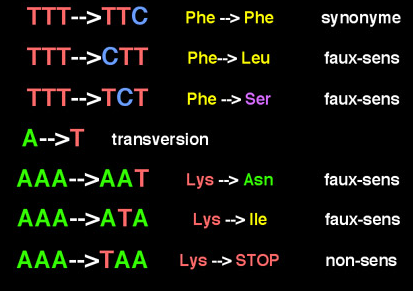 TTT-->TTC Phe --> Phe synonyme
TTT-->CTT Phe--> Leu faux-sens
TTT-->TCT Phe --> Ser faux-sens
A-->T transversion
AAA-->AAT Lys --> Asn faux-sens
AAA-->ATA Lys --> Ile faux-sens
AAA-->TAA Lys --> STOP non-sens